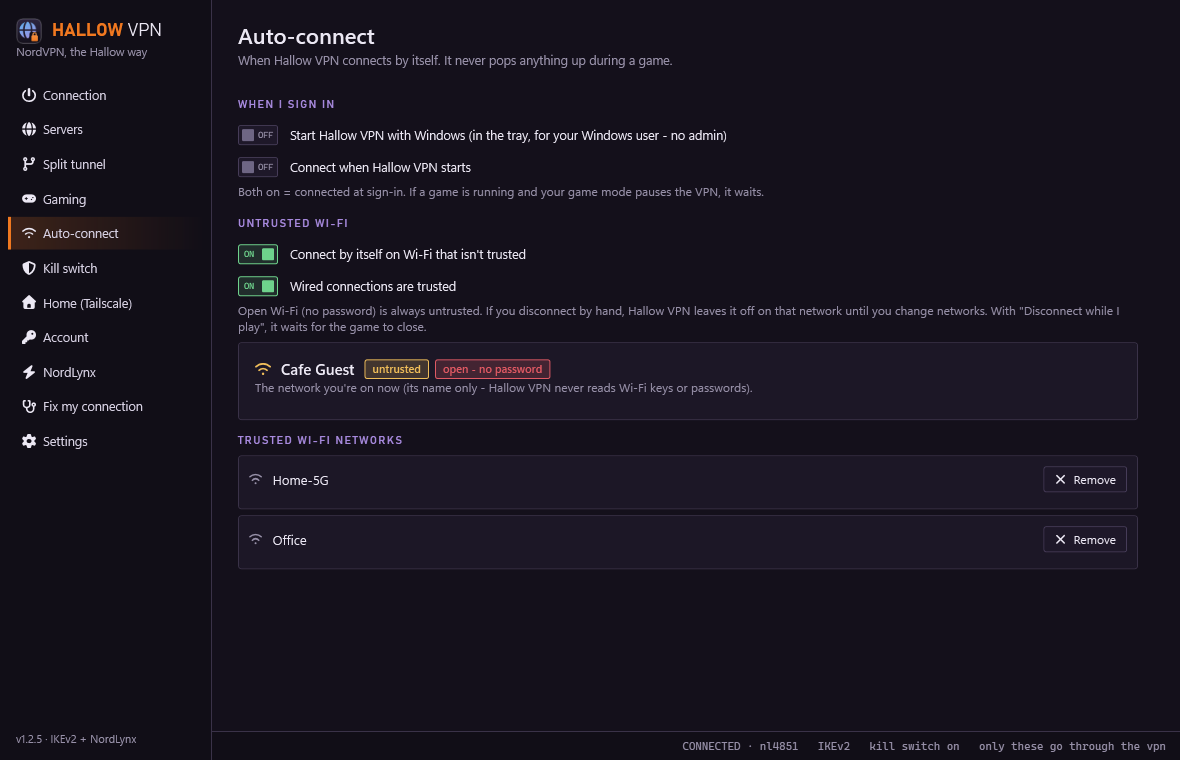 HALLOW VPN
NordVPN, the Hallow way
Connection
Servers
Split tunnel
Gaming
Auto-connect
Kill switch
Home (Tailscale)
Account
NordLynx
Fix my connection
Settings
v1.2.5 · IKEv2 + NordLynx
Auto-connect
When Hallow VPN connects by itself. It never pops anything up during a game.
WHEN I SIGN IN
OFF Start Hallow VPN with Windows (in the tray, for your Windows user - no admin)
OFF Connect when Hallow VPN starts
Both on = connected at sign-in. If a game is running and your game mode pauses the VPN, it waits.
UNTRUSTED WI-FI
ON Connect by itself on Wi-Fi that isn't trusted
ON Wired connections are trusted
Open Wi-Fi (no password) is always untrusted. If you disconnect by hand, Hallow VPN leaves it off on that network until you change networks. With "Disconnect while I
play", it waits for the game to close.
Cafe Guest untrusted open - no password
The network you're on now (its name only - Hallow VPN never reads Wi-Fi keys or passwords).
TRUSTED WI-FI NETWORKS
Home-5G Remove
Office Remove
CONNECTED · nl4851 IKEv2 kill switch on only these go through the vpn